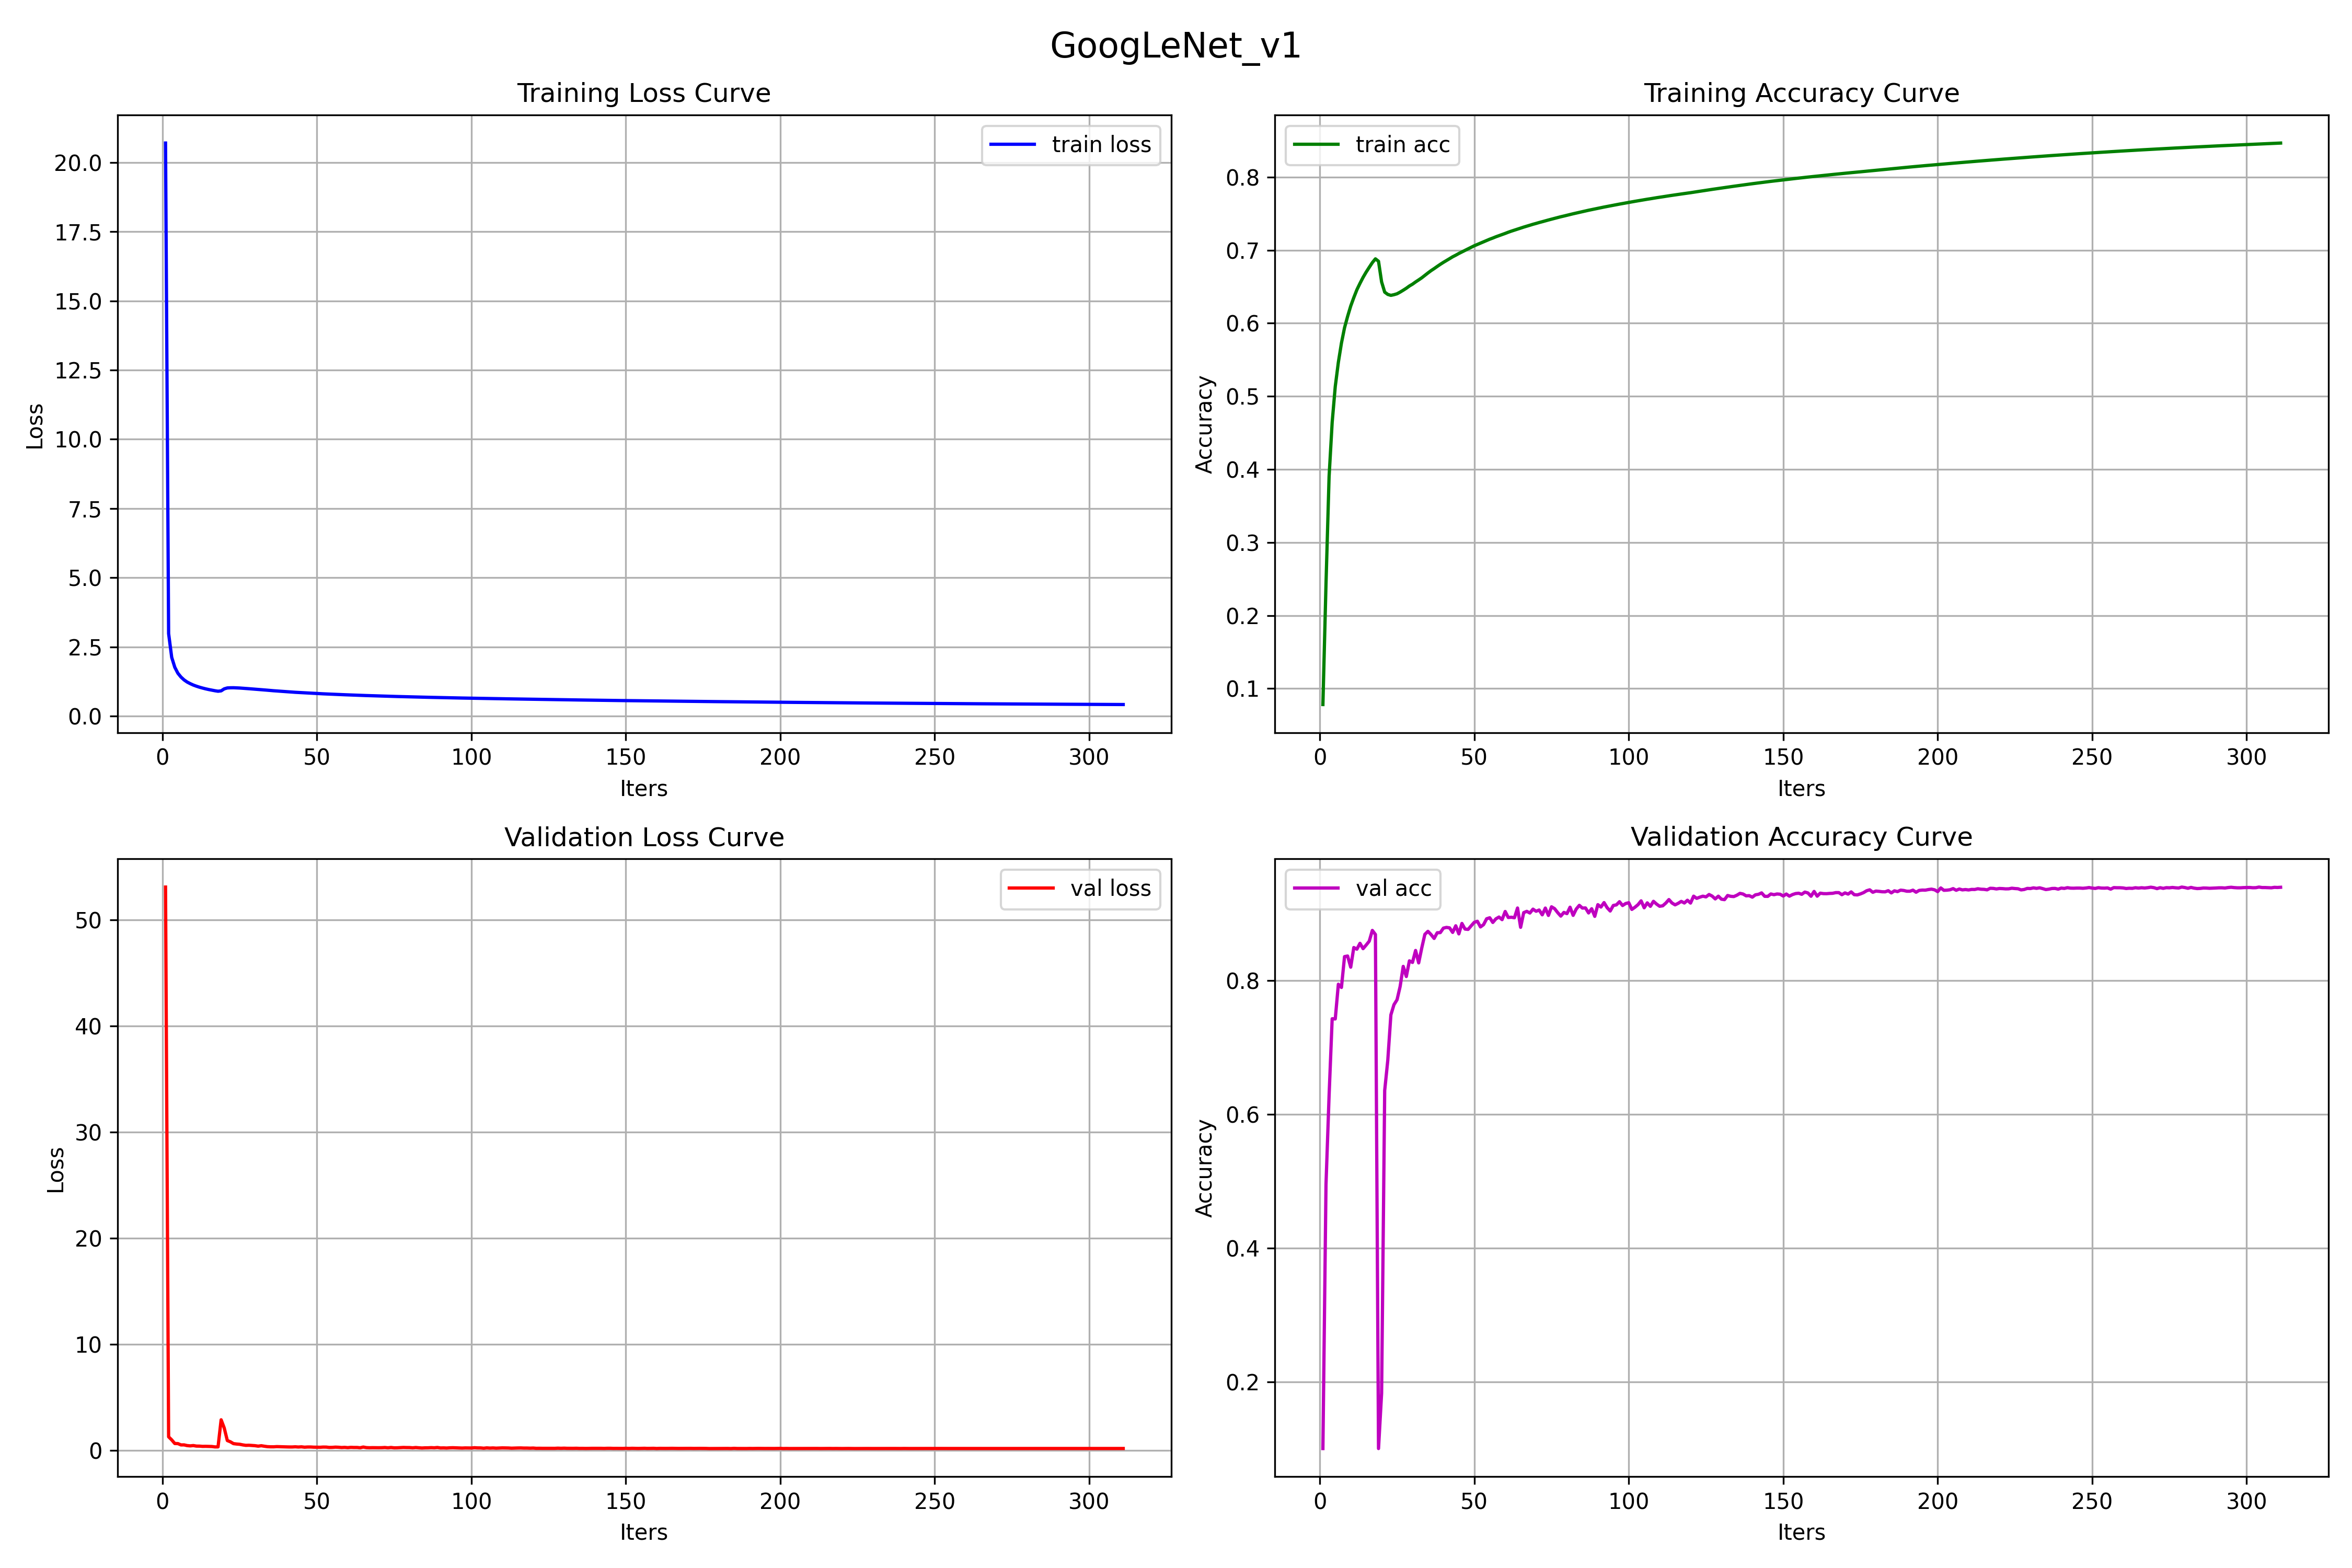 GoogLeNet_v1
Training Loss Curve
train loss
20.0
17.5
15.0
12.5
10.0
7.5
5.0
2.5
0.0
Loss
0 50 100 150 200 250 300
Iters
Training Accuracy Curve
train acc
0.8
0.7
0.6
0.5
0.4
0.3
0.2
0.1
Accuracy
0 50 100 150 200 250 300
Iters
Validation Loss Curve
val loss
50
40
30
20
10
0
Loss
0 50 100 150 200 250 300
Iters
Validation Accuracy Curve
val acc
0.8
0.6
0.4
0.2
Accuracy
0 50 100 150 200 250 300
Iters